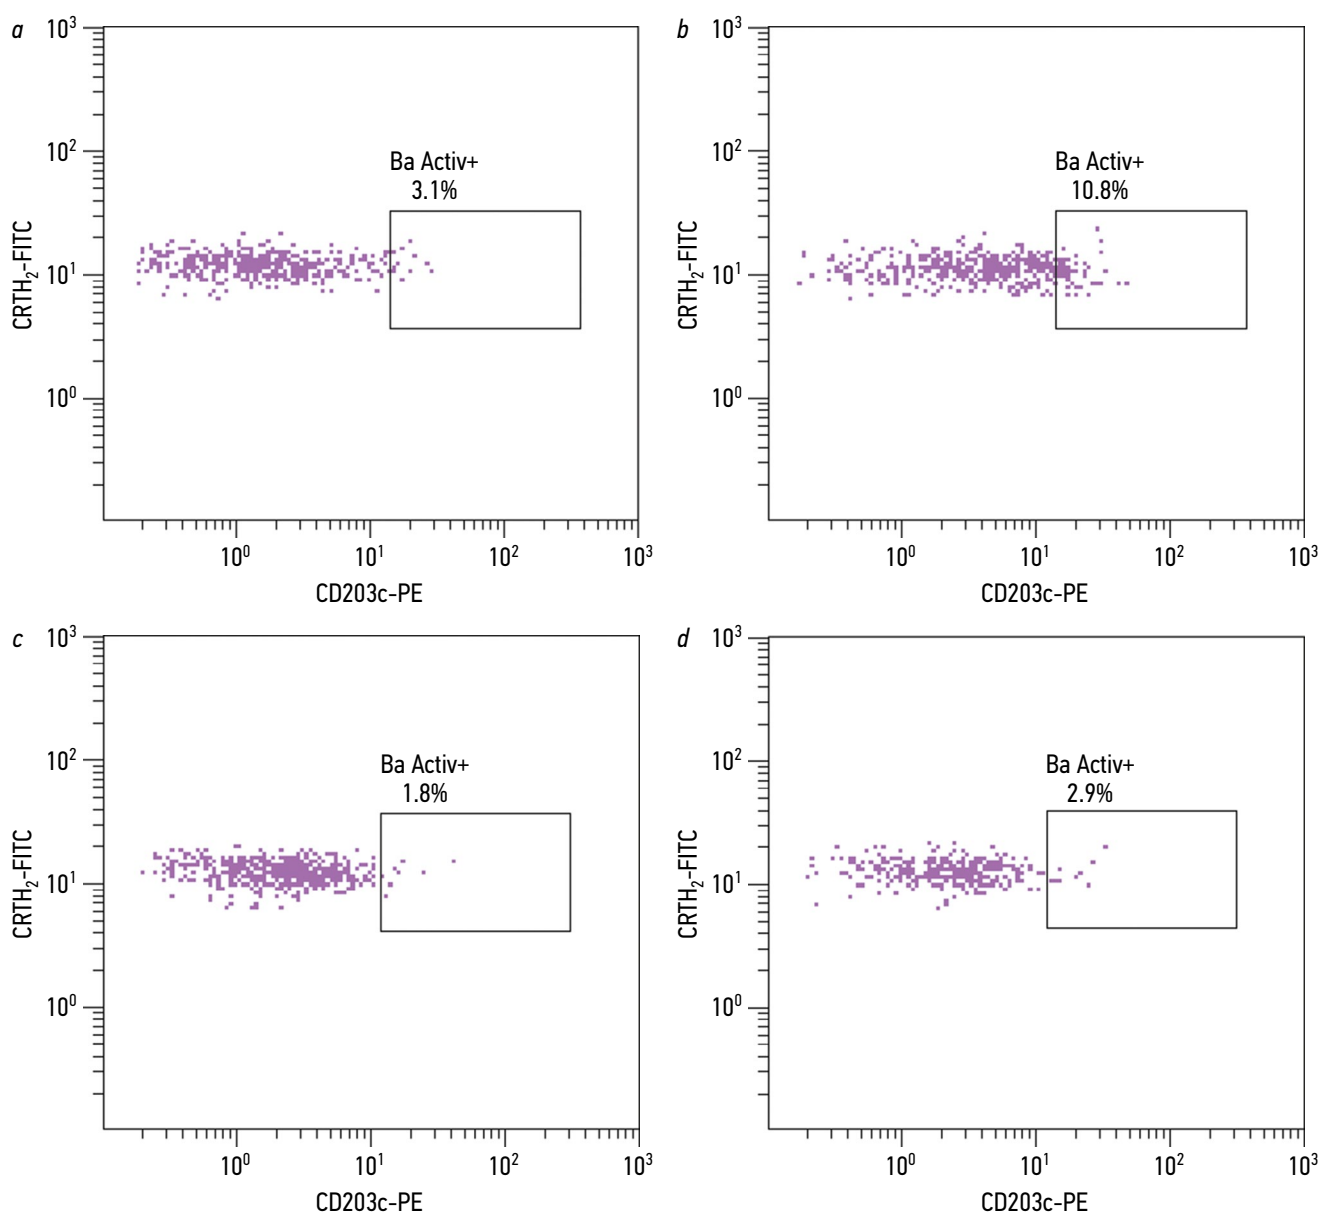 a
10³
Ba Activ+
3.1%
10²
10¹
10⁰
CRTH₂-FITC
10⁰ 10¹ 10² 10³
CD203c-PE
b
10³
Ba Activ+
10.8%
10²
10¹
10⁰
CRTH₂-FITC
10⁰ 10¹ 10² 10³
CD203c-PE
c
10³
Ba Activ+
1.8%
10²
10¹
10⁰
CRTH₂-FITC
10⁰ 10¹ 10² 10³
CD203c-PE
d
10³
Ba Activ+
2.9%
10²
10¹
10⁰
CRTH₂-FITC
10⁰ 10¹ 10² 10³
CD203c-PE